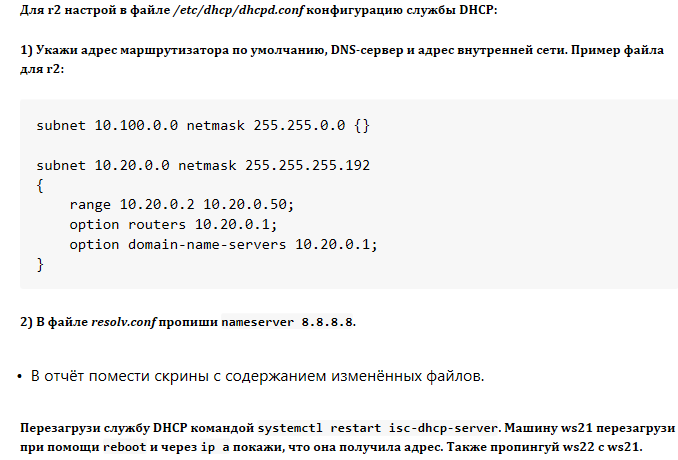 Для r2 настрой в файле /etc/dhcp/dhcpd.conf конфигурацию службы DHCP:
1) Укажи адрес маршрутизатора по умолчанию, DNS-сервер и адрес внутренней сети. Пример файла
для r2:
subnet 10.100.0.0 netmask 255.255.0.0 {}
subnet 10.20.0.0 netmask 255.255.255.192
{
    range 10.20.0.2 10.20.0.50;
    option routers 10.20.0.1;
    option domain-name-servers 10.20.0.1;
}
2) В файле resolv.conf пропиши nameserver 8.8.8.8.
• В отчёт помести скрины с содержанием изменённых файлов.
Перезагрузи службу DHCP командой systemctl restart isc-dhcp-server. Машину ws21 перезагрузи
при помощи reboot и через ip a покажи, что она получила адрес. Также пропингуй ws22 с ws21.